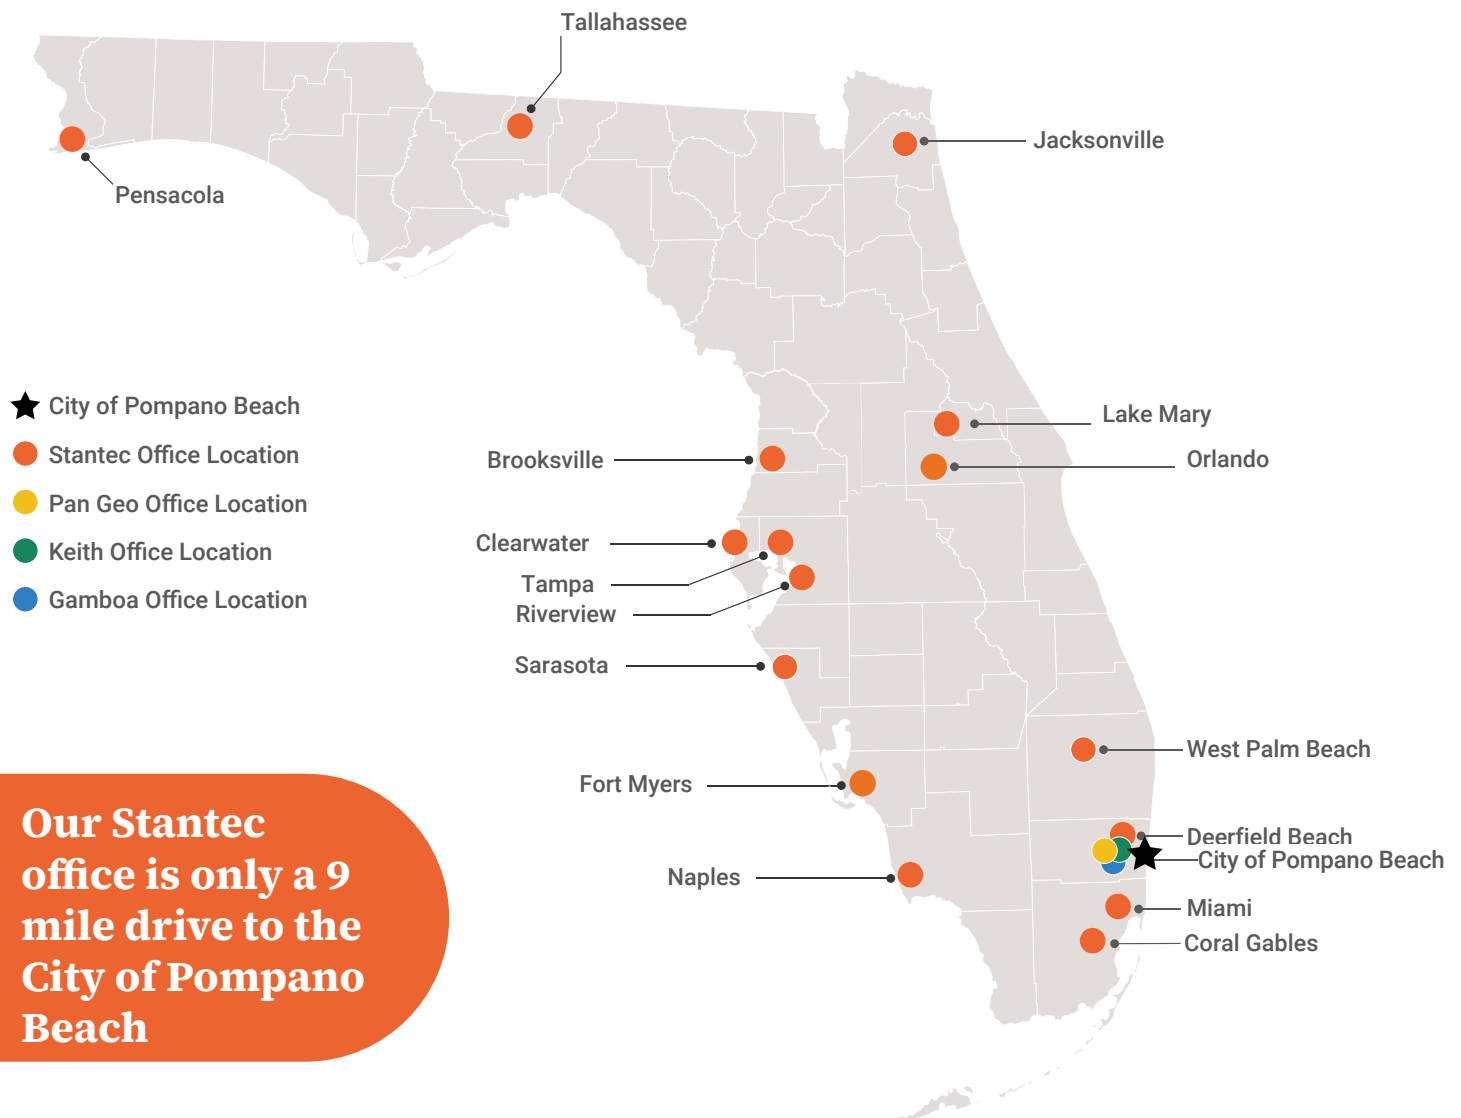 Tallahassee
Jacksonville
Pensacola
City of Pompano Beach
Stantec Office Location
Pan Geo Office Location
Keith Office Location
Gamboa Office Location
Lake Mary
Orlando
Brooksville
Clearwater
Tampa
Riverview
Sarasota
West Palm Beach
Fort Myers
Deerfield Beach
City of Pompano Beach
Naples
Miami
Coral Gables
Our Stantec
office is only a 9
mile drive to the
City of Pompano
Beach